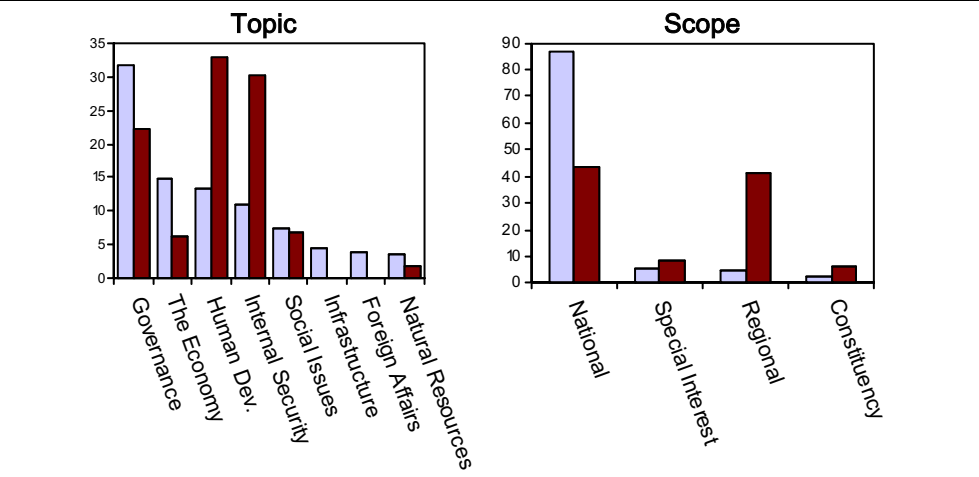 Topic
35
30
25
20
15
10
5
0
Governance
The Economy
Human Dev.
Internal Security
Social Issues
Infrastructure
Foreign Affairs
Natural Resources
Scope
90
80
70
60
50
40
30
20
10
0
National
Special Interest
Regional
Constituency